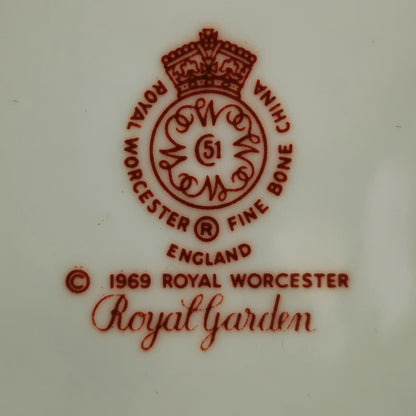 ROYAL WORCESTER ® FINE BONE CHINA
51
ENGLAND
© 1969 ROYAL WORCESTER
Royal Garden